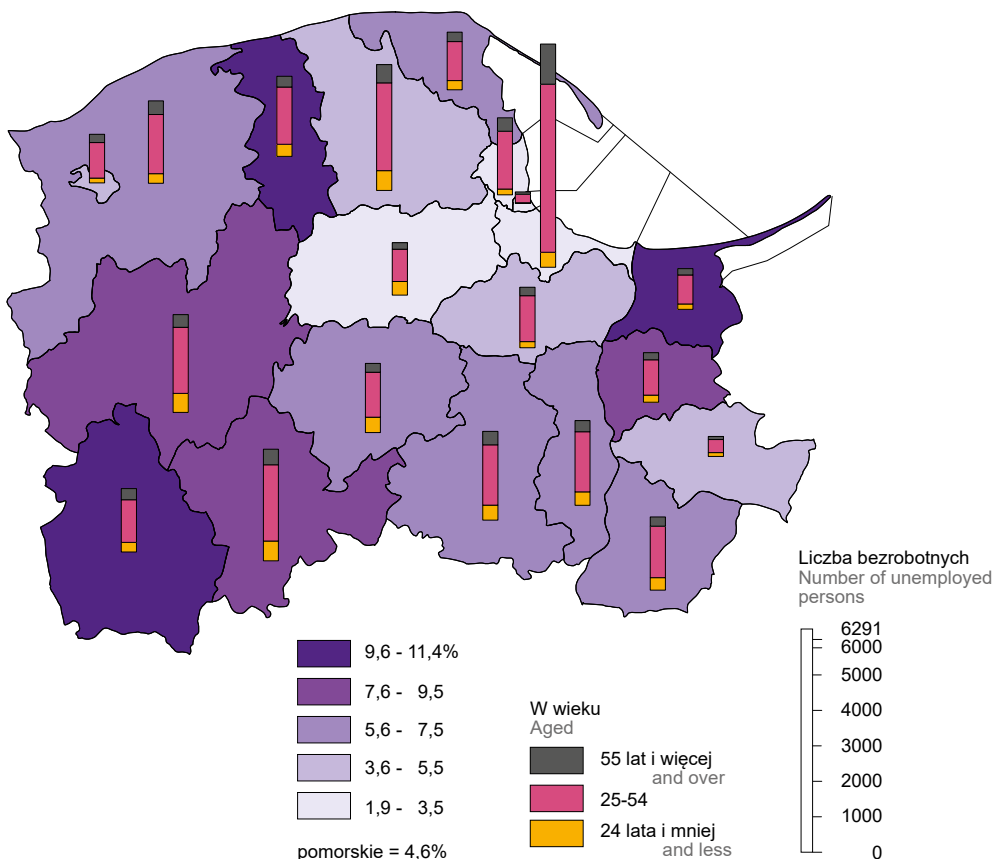 Liczba bezrobotnych
Number of unemployed
persons
6291
6000
5000
4000
3000
2000
1000
0
9,6 - 11,4%
7,6 - 9,5
5,6 - 7,5
3,6 - 5,5
1,9 - 3,5
pomorskie = 4,6%
W wieku
Aged
55 lat i więcej
and over
25-54
24 lata i mniej
and less